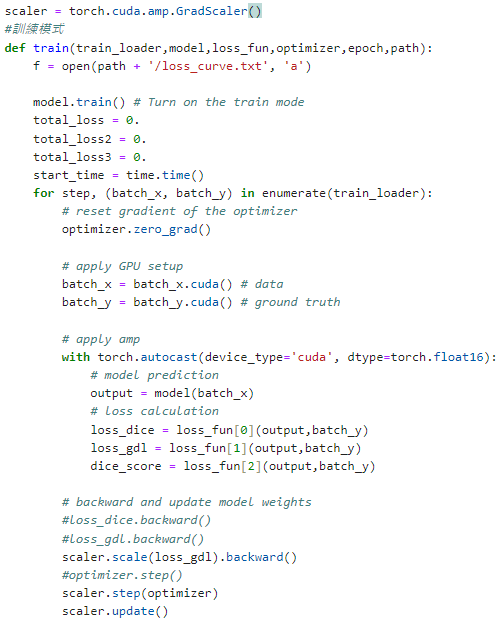 scaler = torch.cuda.amp.GradScaler()
#訓練模式
def train(train_loader,model,loss_fun,optimizer,epoch,path):
    f = open(path + '/loss_curve.txt', 'a')

    model.train() # Turn on the train mode
    total_loss = 0.
    total_loss2 = 0.
    total_loss3 = 0.
    start_time = time.time()
    for step, (batch_x, batch_y) in enumerate(train_loader):
        # reset gradient of the optimizer
        optimizer.zero_grad()

        # apply GPU setup
        batch_x = batch_x.cuda() # data
        batch_y = batch_y.cuda() # ground truth

        # apply amp
        with torch.autocast(device_type='cuda', dtype=torch.float16):
            # model prediction
            output = model(batch_x)
            # loss calculation
            loss_dice = loss_fun[0](output,batch_y)
            loss_gdl = loss_fun[1](output,batch_y)
            dice_score = loss_fun[2](output,batch_y)

        # backward and update model weights
        #loss_dice.backward()
        #loss_gdl.backward()
        scaler.scale(loss_gdl).backward()
        #optimizer.step()
        scaler.step(optimizer)
        scaler.update()